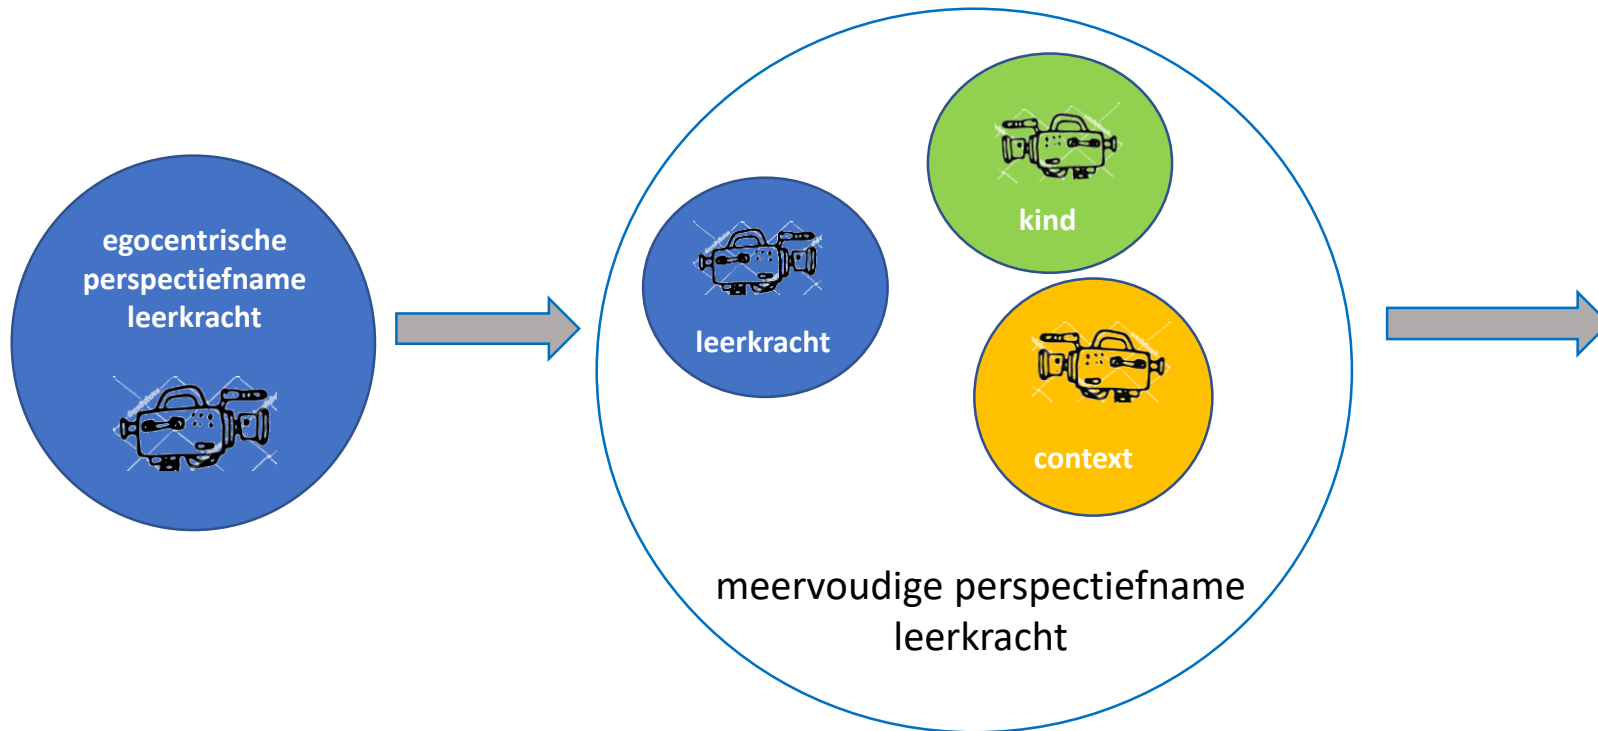 egocentrische
perspectiefname
leerkracht
leerkracht
kind
context
meervoudige perspectiefname
leerkracht